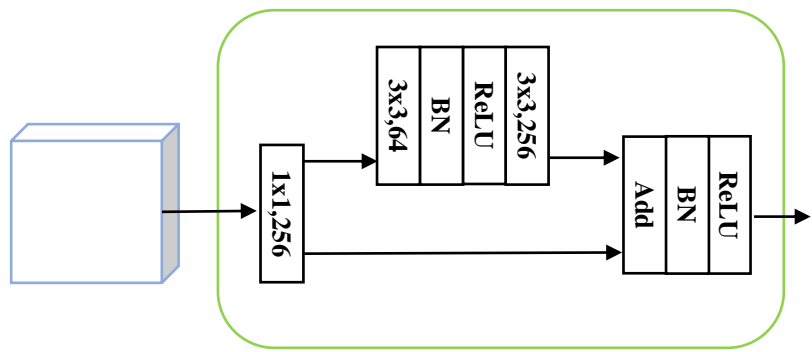 1x1,256
3x3,64
BN
ReLU
3x3,256
Add
BN
ReLU